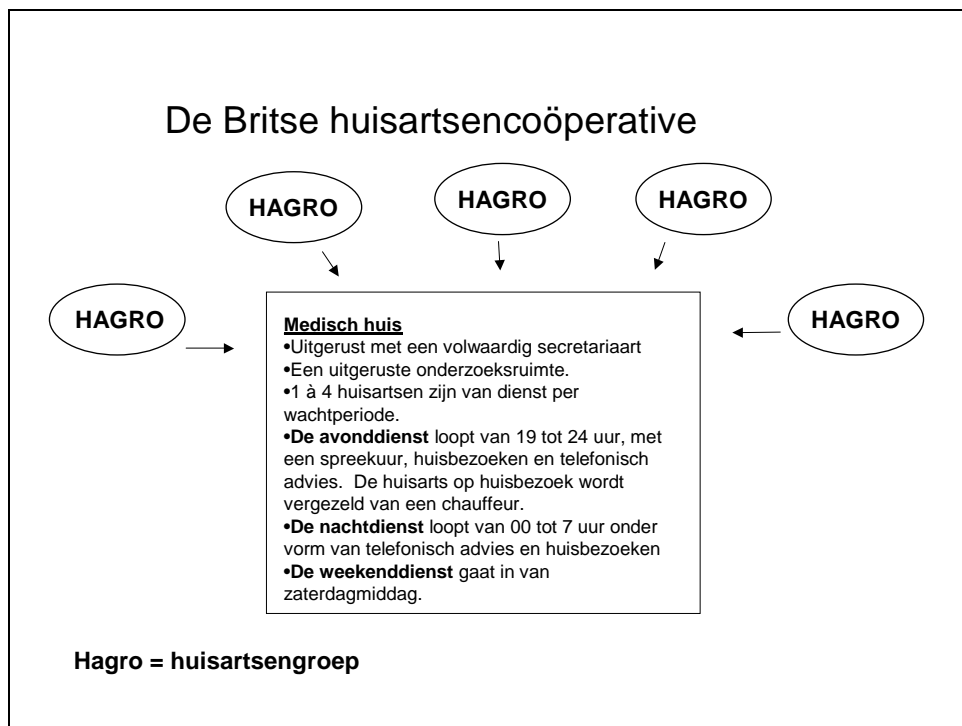 De Britse huisartsencoöperative
HAGRO
HAGRO
HAGRO
HAGRO
HAGRO
Medisch huis
•Uitgerust met een volwaardig secretariaart
•Een uitgeruste onderzoeksruimte.
•1 à 4 huisartsen zijn van dienst per
wachtperiode.
•De avonddienst loopt van 19 tot 24 uur, met
een spreekuur, huisbezoeken en telefonisch
advies.  De huisarts op huisbezoek wordt
vergezeld van een chauffeur.
•De nachtdienst loopt van 00 tot 7 uur onder
vorm van telefonisch advies en huisbezoeken
•De weekenddienst gaat in van
zaterdagmiddag.
Hagro = huisartsengroep